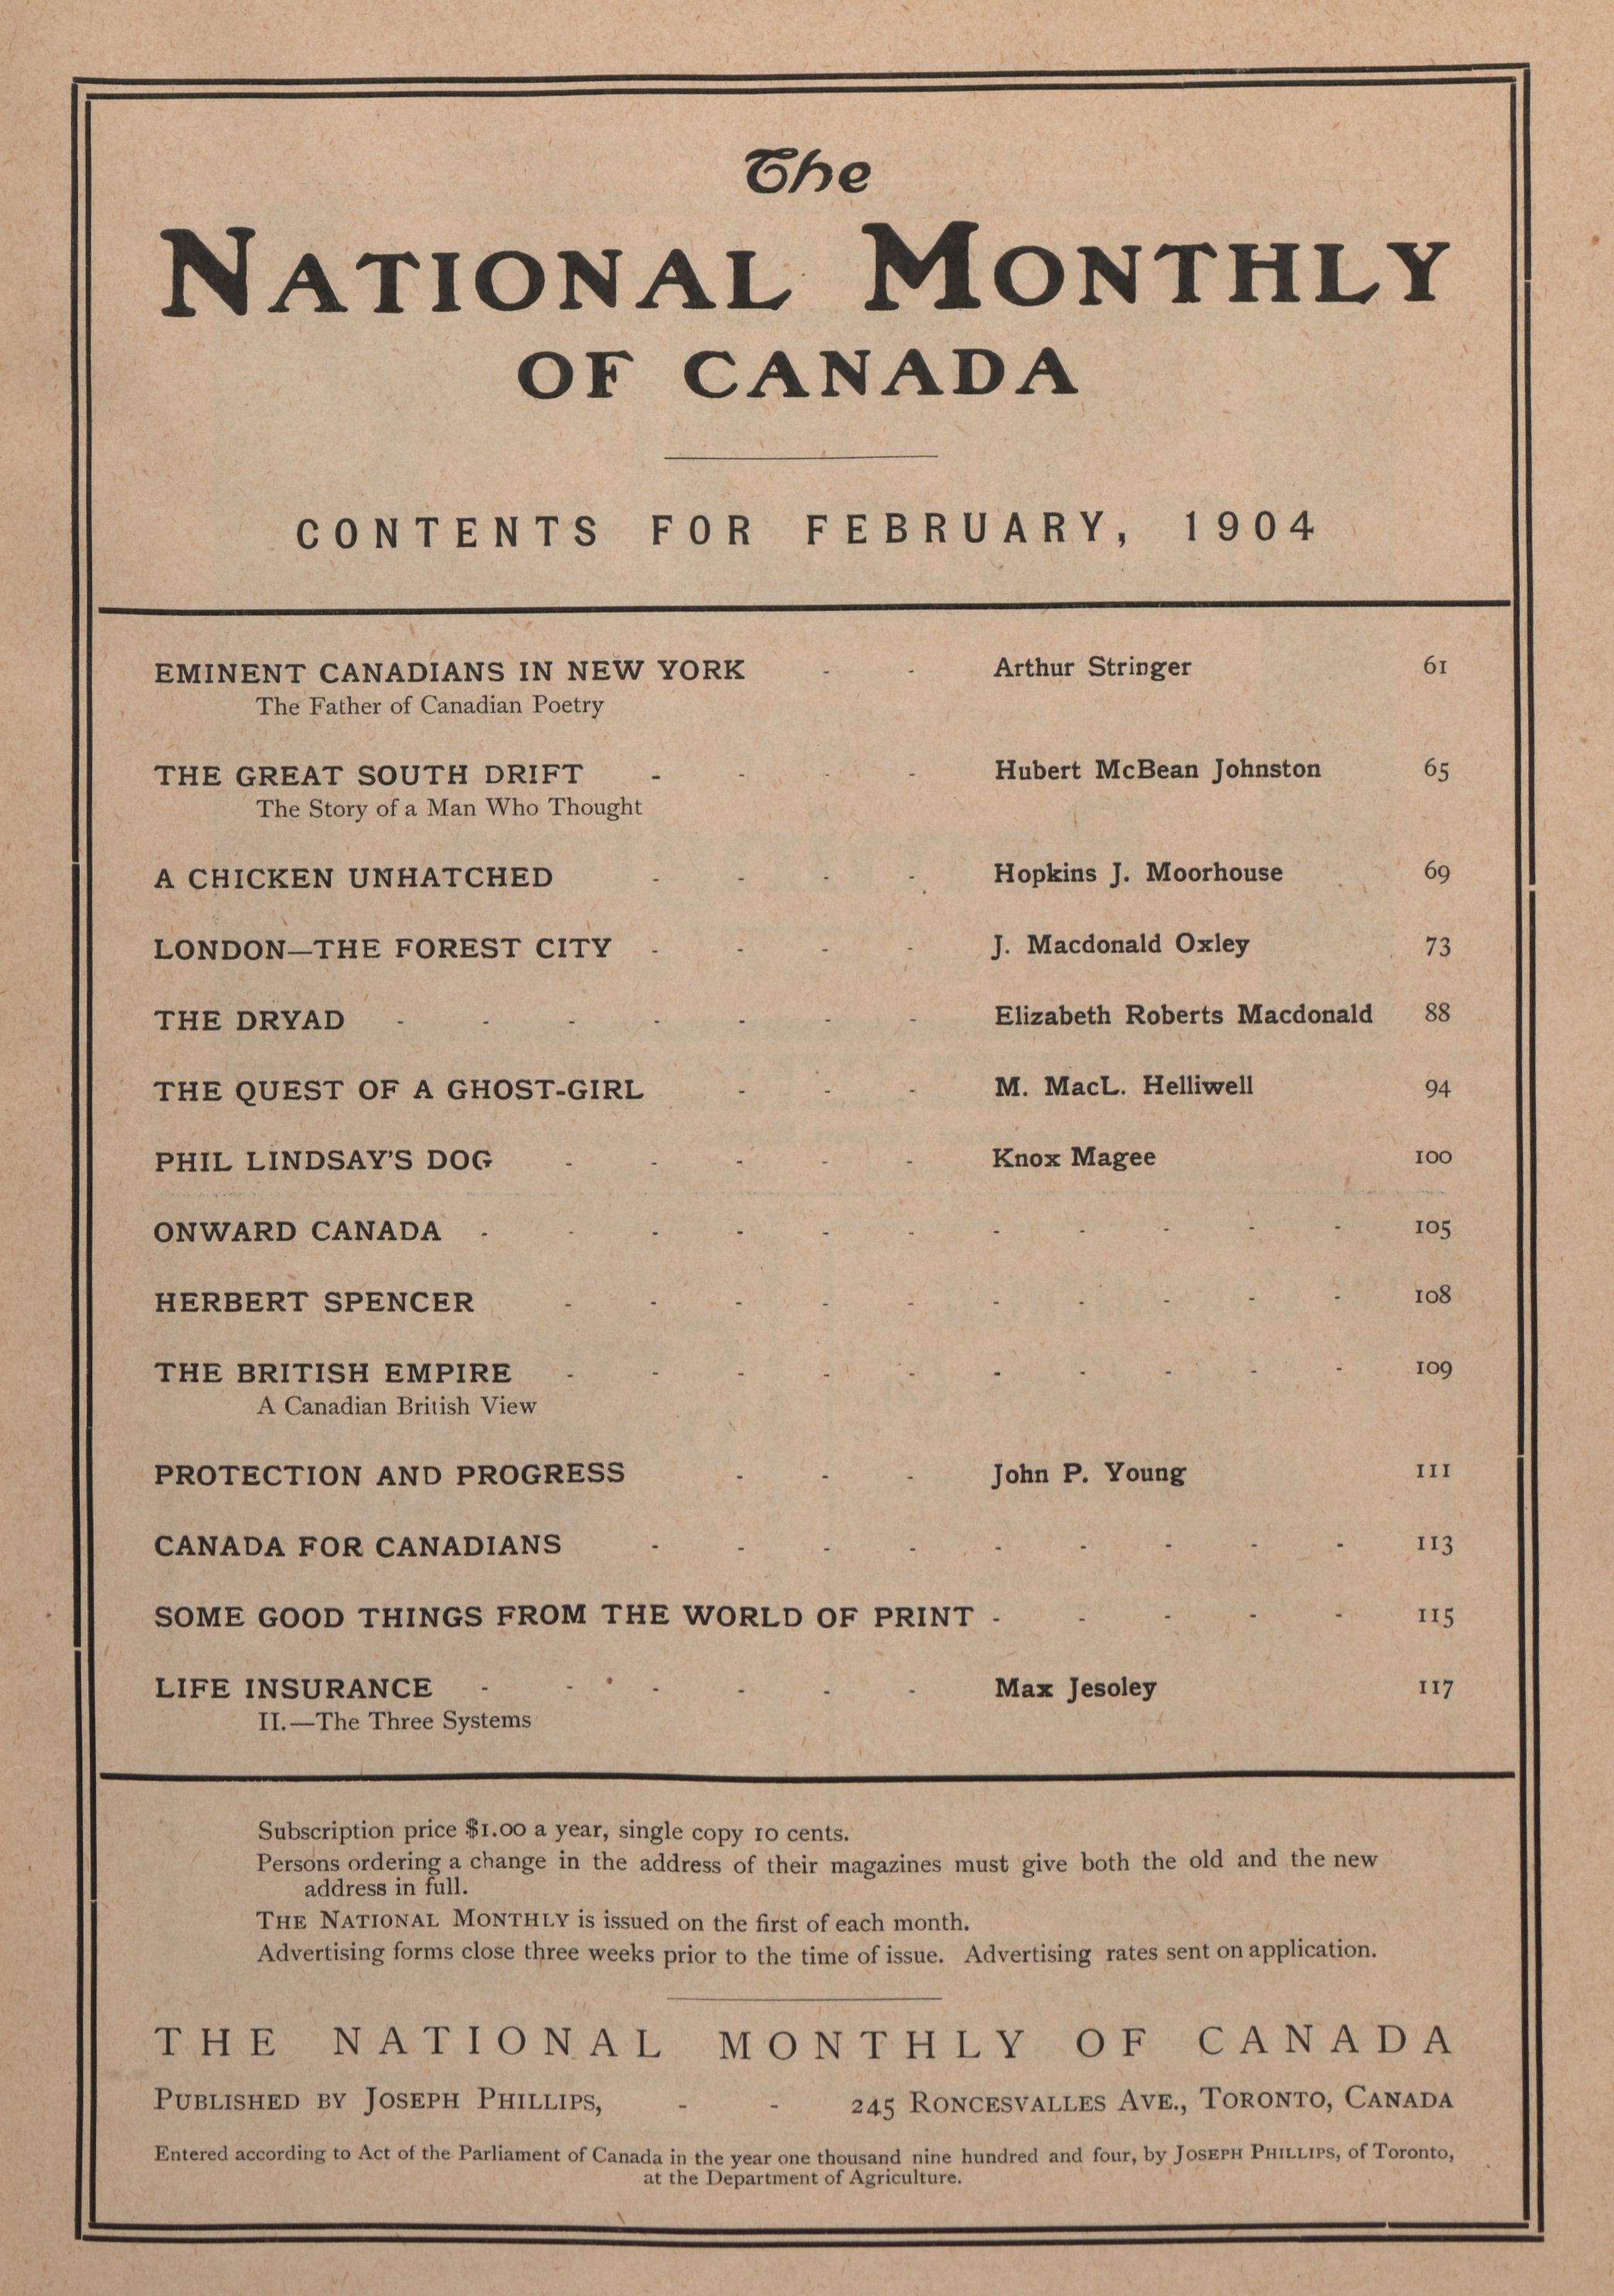 The
NATIONAL MONTHLY
OF CANADA
CONTENTS FOR FEBRUARY, 1904
EMINENT CANADIANS IN NEW YORK - - Arthur Stringer 61
The Father of Canadian Poetry
THE GREAT SOUTH DRIFT - - - - Hubert McBean Johnston 65
The Story of a Man Who Thought
A CHICKEN UNHATCHED - - - - Hopkins J. Moorhouse 69
LONDON—THE FOREST CITY - - - - J. Macdonald Oxley 73
THE DRYAD - - - - - - - Elizabeth Roberts Macdonald 88
THE QUEST OF A GHOST-GIRL - - - M. MacL. Helliwell 94
PHIL LINDSAY'S DOG - - - - - Knox Magee 100
ONWARD CANADA - - - - - - - - - - - 105
HERBERT SPENCER - - - - - - - - - - 108
THE BRITISH EMPIRE - - - - - - - - - - 109
A Canadian British View
PROTECTION AND PROGRESS - - - John P. Young 111
CANADA FOR CANADIANS - - - - - - - - - 113
SOME GOOD THINGS FROM THE WORLD OF PRINT - - - - - 115
LIFE INSURANCE - - - - - - Max Jesoley 117
II.—The Three Systems
Subscription price $1.00 a year, single copy 10 cents.
Persons ordering a change in the address of their magazines must give both the old and the new
address in full.
THE NATIONAL MONTHLY is issued on the first of each month.
Advertising forms close three weeks prior to the time of issue. Advertising rates sent on application.
THE NATIONAL MONTHLY OF CANADA
PUBLISHED BY JOSEPH PHILLIPS, - - 245 RONCESVALLES AVE., TORONTO, CANADA
Entered according to Act of the Parliament of Canada in the year one thousand nine hundred and four, by JOSEPH PHILLIPS, of Toronto,
at the Department of Agriculture.